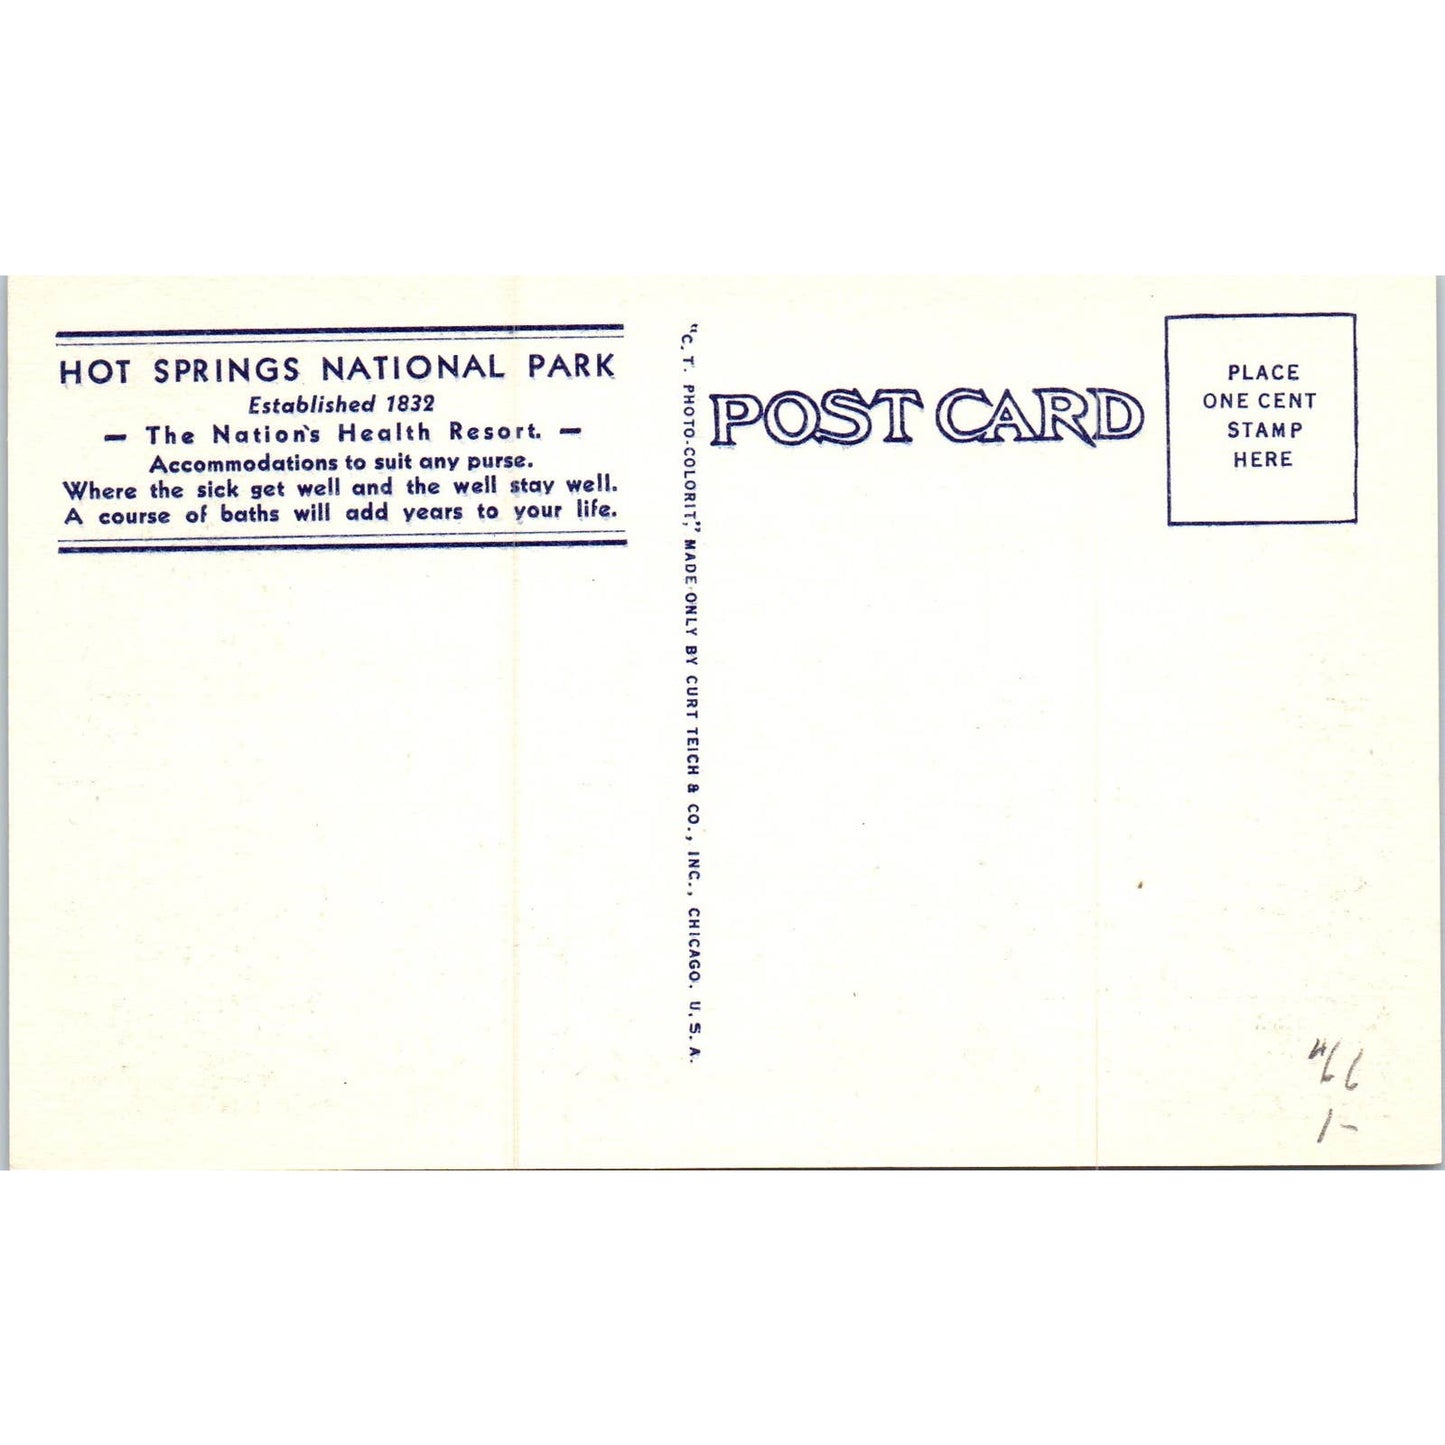 HOT SPRINGS NATIONAL PARK
Established 1832
— The Nation's Health Resort. —
Accommodations to suit any purse.
Where the sick get well and the well stay well.
A course of baths will add years to your life.
"C. T. PHOTO-COLORIT," MADE ONLY BY CURT TEICH & CO., INC., CHICAGO, U. S. A.
POST CARD
PLACE
ONE CENT
STAMP
HERE